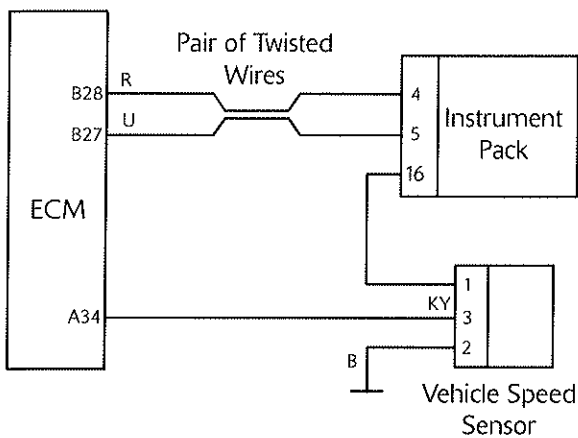 Pair of Twisted
Wires
B28
R
4
B27
U
5
Instrument
Pack
16
ECM
1
A34
KY
3
2
B
Vehicle Speed
Sensor